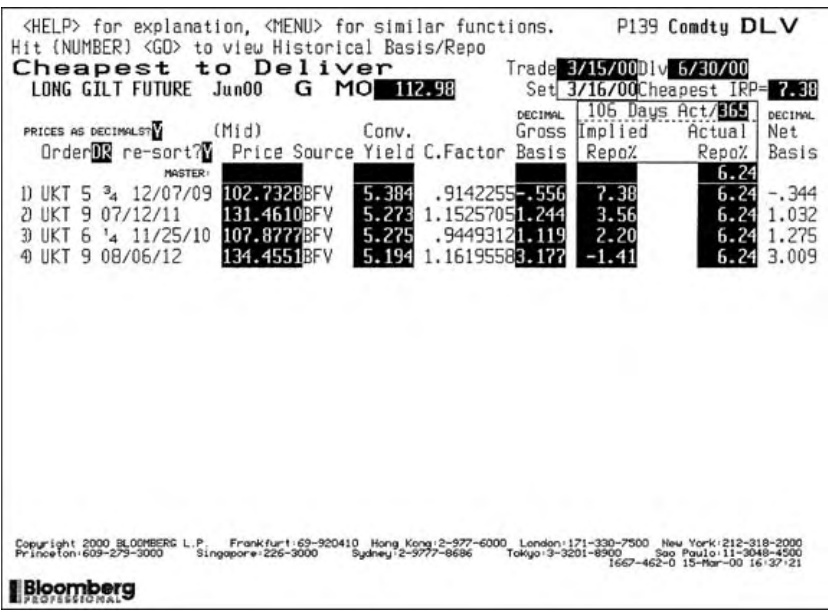 <HELP> for explanation, <MENU> for similar functions. P139 Comdty DLV
Hit {NUMBER} <GO> to view Historical Basis/Repo
Cheapest to Deliver Trade 3/15/00 Dlv 6/30/00
LONG GILT FUTURE Jun00 G MO 112.98 Set 3/16/00 Cheapest IRP= 7.38
DECIMAL 106 Days Act/365 DECIMAL
PRICES AS DECIMALS? Y (Mid) Conv. Gross Implied Actual Net
Order DR re-sort? Y Price Source Yield C.Factor Basis Repo% Repo% Basis
MASTER: 6.24
1) UKT 5 3/4 12/07/09 102.7328 BFV 5.384 .9142255 -.556 7.38 6.24 -.344
2) UKT 9 07/12/11 131.4610 BFV 5.273 1.1525705 1.244 3.56 6.24 1.032
3) UKT 6 1/4 11/25/10 107.8777 BFV 5.275 .9449312 1.119 2.20 6.24 1.275
4) UKT 9 08/06/12 134.4551 BFV 5.194 1.1619558 3.177 -1.41 6.24 3.009
Copyright 2000 BLOOMBERG L.P. Frankfurt:69-920410 Hong Kong:2-977-6000 London:171-330-7500 New York:212-318-2000
Princeton:609-279-3000 Singapore:226-3000 Sydney:2-9777-8686 Tokyo:3-3201-8900 Sao Paulo:11-3048-4500
I667-462-0 15-Mar-00 16:37:21
Bloomberg
PROFESSIONAL